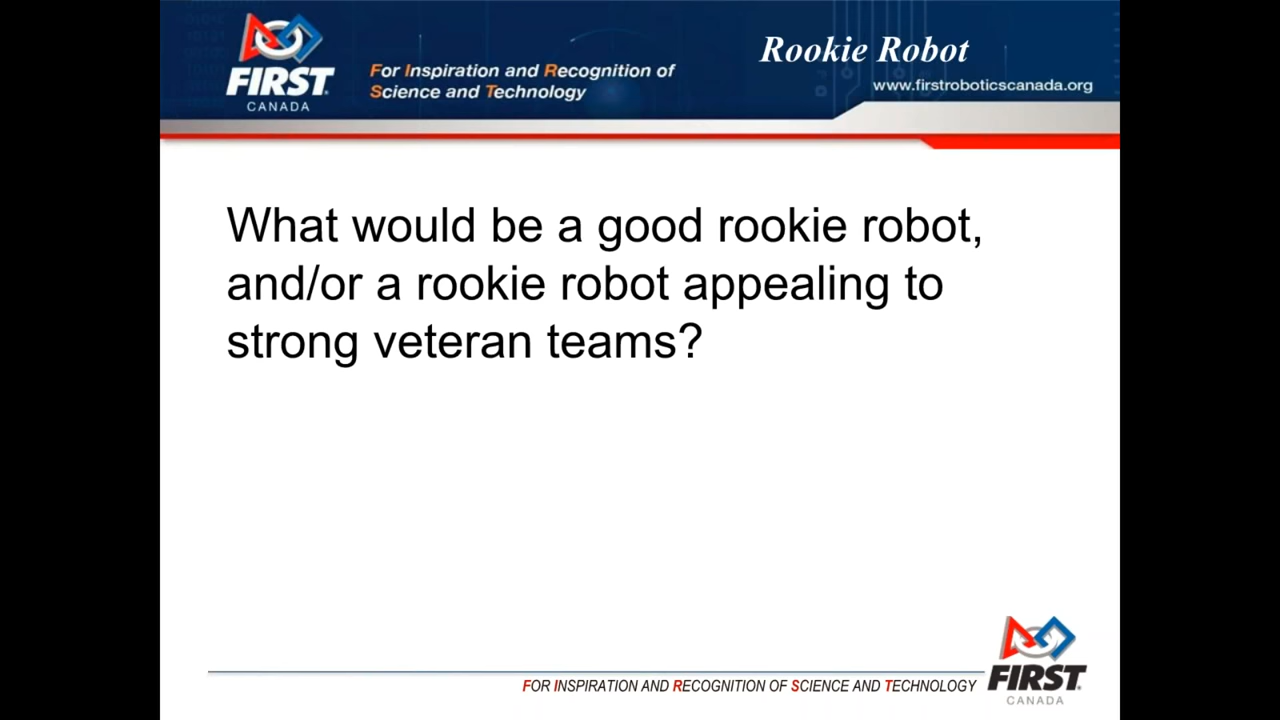 FIRST
CANADA
For Inspiration and Recognition of
Science and Technology
Rookie Robot
www.firstroboticscanada.org
What would be a good rookie robot,
and/or a rookie robot appealing to
strong veteran teams?
FOR INSPIRATION AND RECOGNITION OF SCIENCE AND TECHNOLOGY
FIRST
CANADA